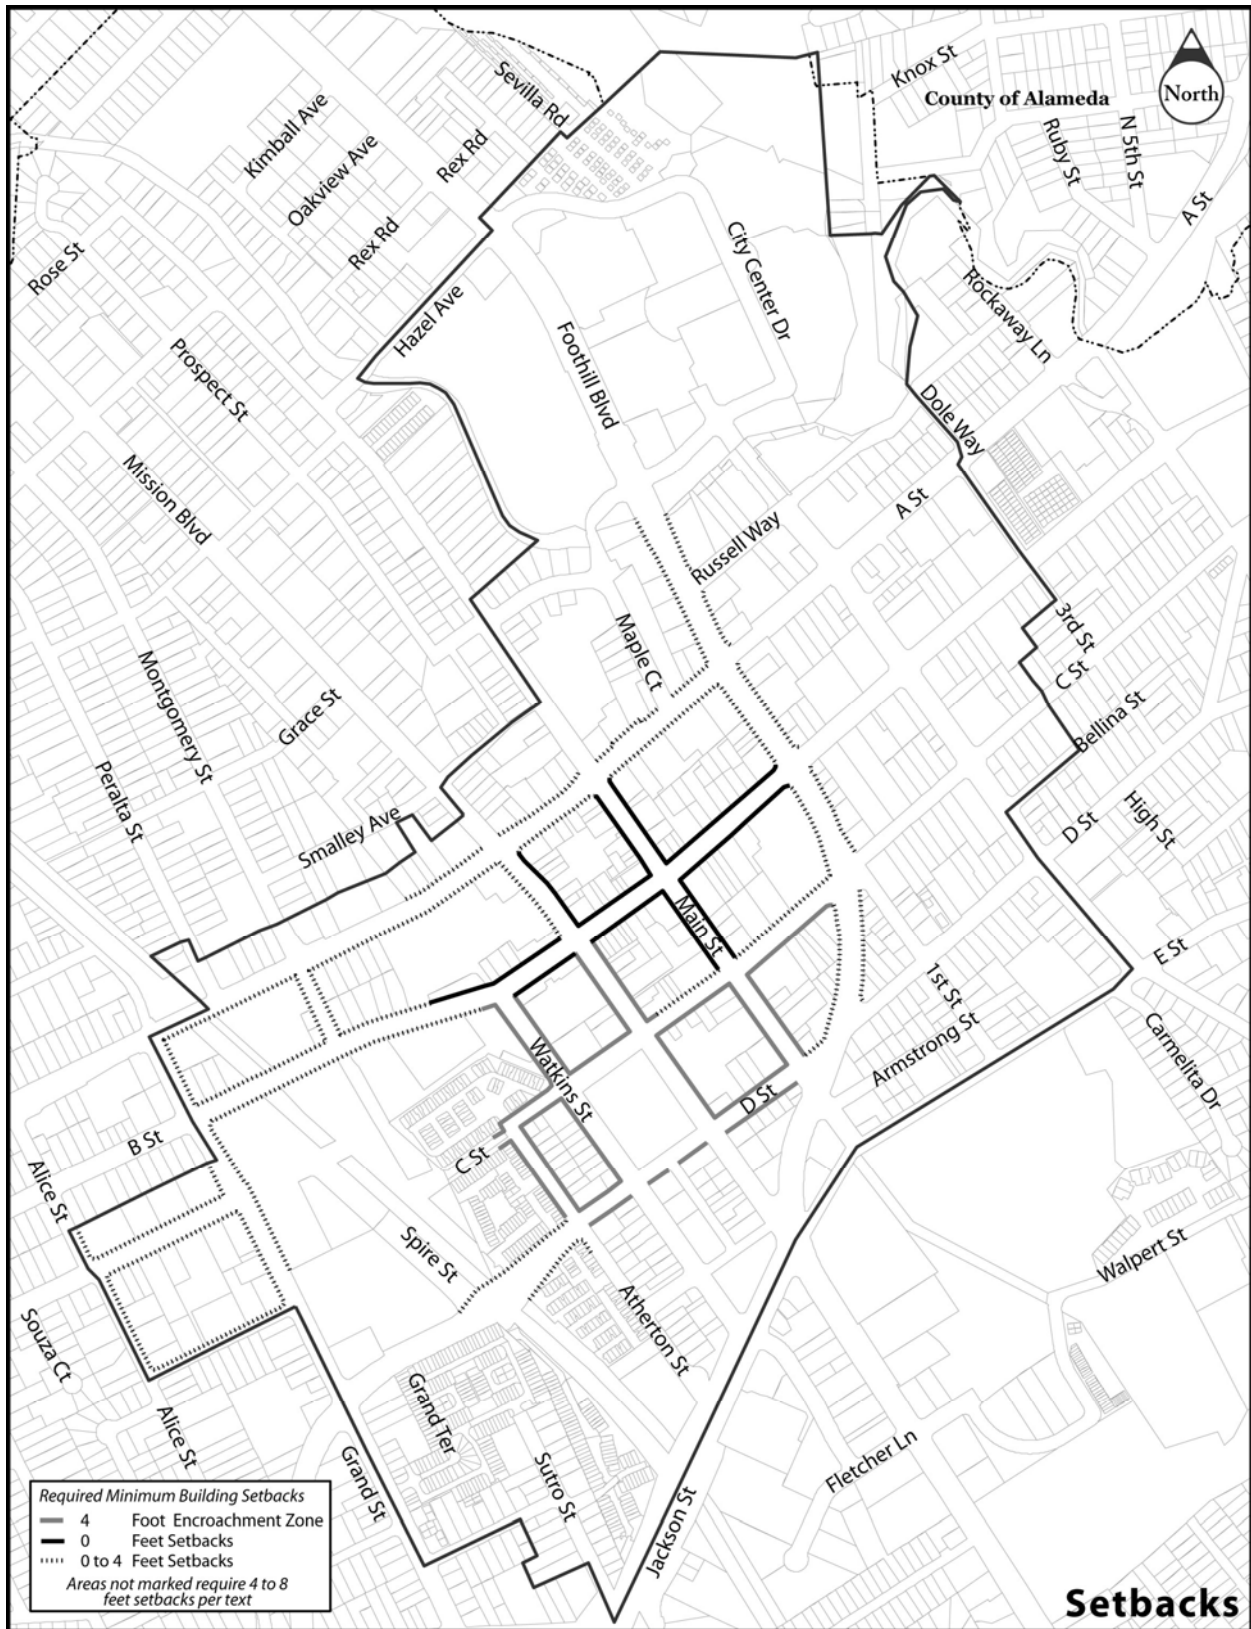 Knox St
Sevilla Rd
County of Alameda
North
Kimball Ave
Rex Rd
Ruby St
N 5th St
Oakview Ave
A St
Rex Rd
City Center Dr
Rose St
Rockaway Ln
Hazel Ave
Foothill Blvd
Prospect St
Dole Way
Mission Blvd
A St
Russell Way
3rd St
Maple Ct
C St
Montgomery St
Grace St
Bellina St
Peralta St
High St
D St
Smalley Ave
Main St
E St
1st St
Armstrong St
Carmelita Dr
Watkins St
D St
B St
C St
Alice St
Spire St
Walpert St
Atherton St
Souza Ct
Grand Ter
Alice St
Fletcher Ln
Grand St
Sutro St
Jackson St
Required Minimum Building Setbacks
4 Foot Encroachment Zone
0 Feet Setbacks
0 to 4 Feet Setbacks
Areas not marked require 4 to 8
feet setbacks per text
Setbacks